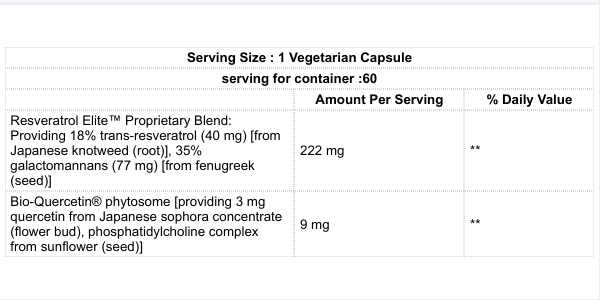 Serving Size : 1 Vegetarian Capsule
serving for container :60
Amount Per Serving % Daily Value
Resveratrol Elite™ Proprietary Blend:
Providing 18% trans-resveratrol (40 mg) [from
Japanese knotweed (root)], 35%
galactomannans (77 mg) [from fenugreek
(seed)]
222 mg
**
Bio-Quercetin® phytosome [providing 3 mg
quercetin from Japanese sophora concentrate
(flower bud), phosphatidylcholine complex
from sunflower (seed)]
9 mg
**